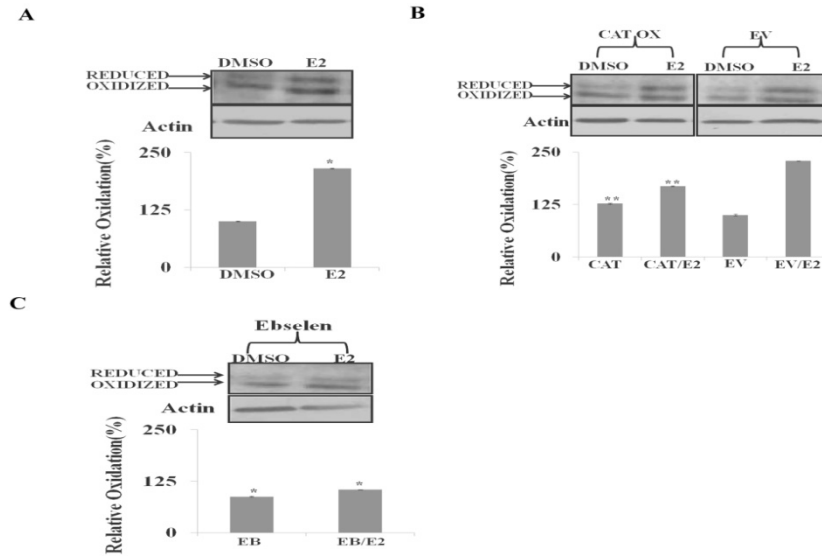 A
DMSO E2
REDUCED
OXIDIZED
Actin
250
*
125
0
Relative Oxidation(%)
DMSO E2
B
CAT OX EV
DMSO E2 DMSO E2
REDUCED
OXIDIZED
Actin
250
** **
125
0
Relative Oxidation(%)
CAT CAT/E2 EV EV/E2
C
Ebselen
DMSO E2
REDUCED
OXIDIZED
Actin
250
125
* *
0
Relative Oxidation(%)
EB EB/E2